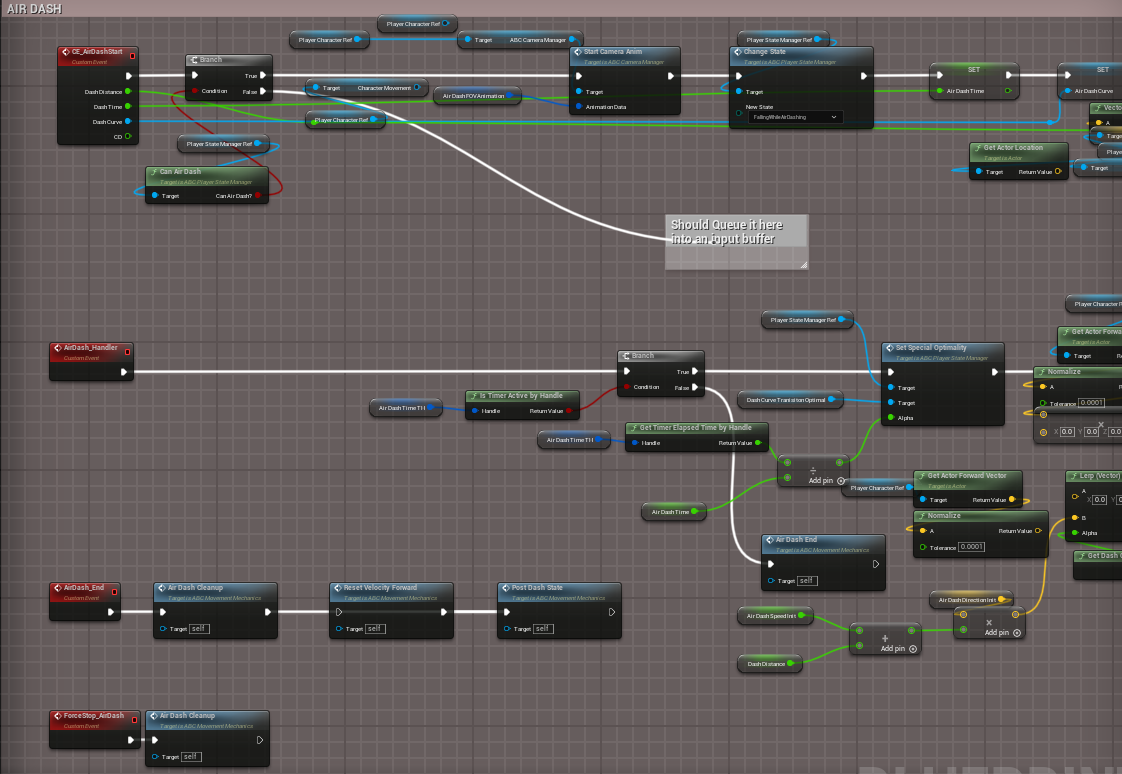 AIR DASH
Player Character Ref
Player Character Ref
Target
ABC Camera Manager
Player State Manager Ref
CE_AirDashStart
Custom Event
Dash Distance
Dash Time
Dash Curve
CD
Branch
True
Condition
False
Target
Character Movement
Player Character Ref
Air Dash FOV Animation
Start Camera Anim
Target is ABC Camera Manager
Target
Animation Data
Change State
Target is ABC Player State Manager
Target
New State
FallingWhileAirDashing
SET
Air Dash Time
SET
Air Dash Curve
Vecto
A
Targe
Playe
Target
Get Actor Location
Target is Actor
Target
Return Value
Player State Manager Ref
Can Air Dash
Target is ABC Player State Manager
Target
Can Air Dash?
Should Queue it here
into an input buffer
Player State Manager Ref
Player Character R
AirDash_Handler
Custom Event
Branch
True
Condition
False
Is Timer Active by Handle
Handle
Return Value
Air Dash Time TH
Air Dash Time TH
Get Timer Elapsed Time by Handle
Handle
Return Value
Dash Curve Transition Optimal
Set Special Optimality
Target is ABC Player State Manager
Target
Target
Alpha
Get Actor Forwa
Target is Actor
Target
Re
Normalize
A
R
Tolerance
0.0001
×
X
0.0
Y
0.0
Z
0.0
÷
Add pin
Air Dash Time
Player Character Ref
Get Actor Forward Vector
Target is Actor
Target
Return Value
Normalize
A
Return Value
Tolerance
0.0001
Lerp (Vector)
A
X
0.0
Y
B
Alpha
Get Dash C
Air Dash End
Target is ABC Movement Mechanics
Target
self
AirDash_End
Custom Event
Air Dash Cleanup
Target is ABC Movement Mechanics
Target
self
Reset Velocity Forward
Target is ABC Movement Mechanics
Target
self
Post Dash State
Target is ABC Movement Mechanics
Target
self
Air Dash Speed Init
Dash Distance
+
Add pin
Air Dash Direction Init
×
Add pin
ForceStop_AirDash
Custom Event
Air Dash Cleanup
Target is ABC Movement Mechanics
Target
self